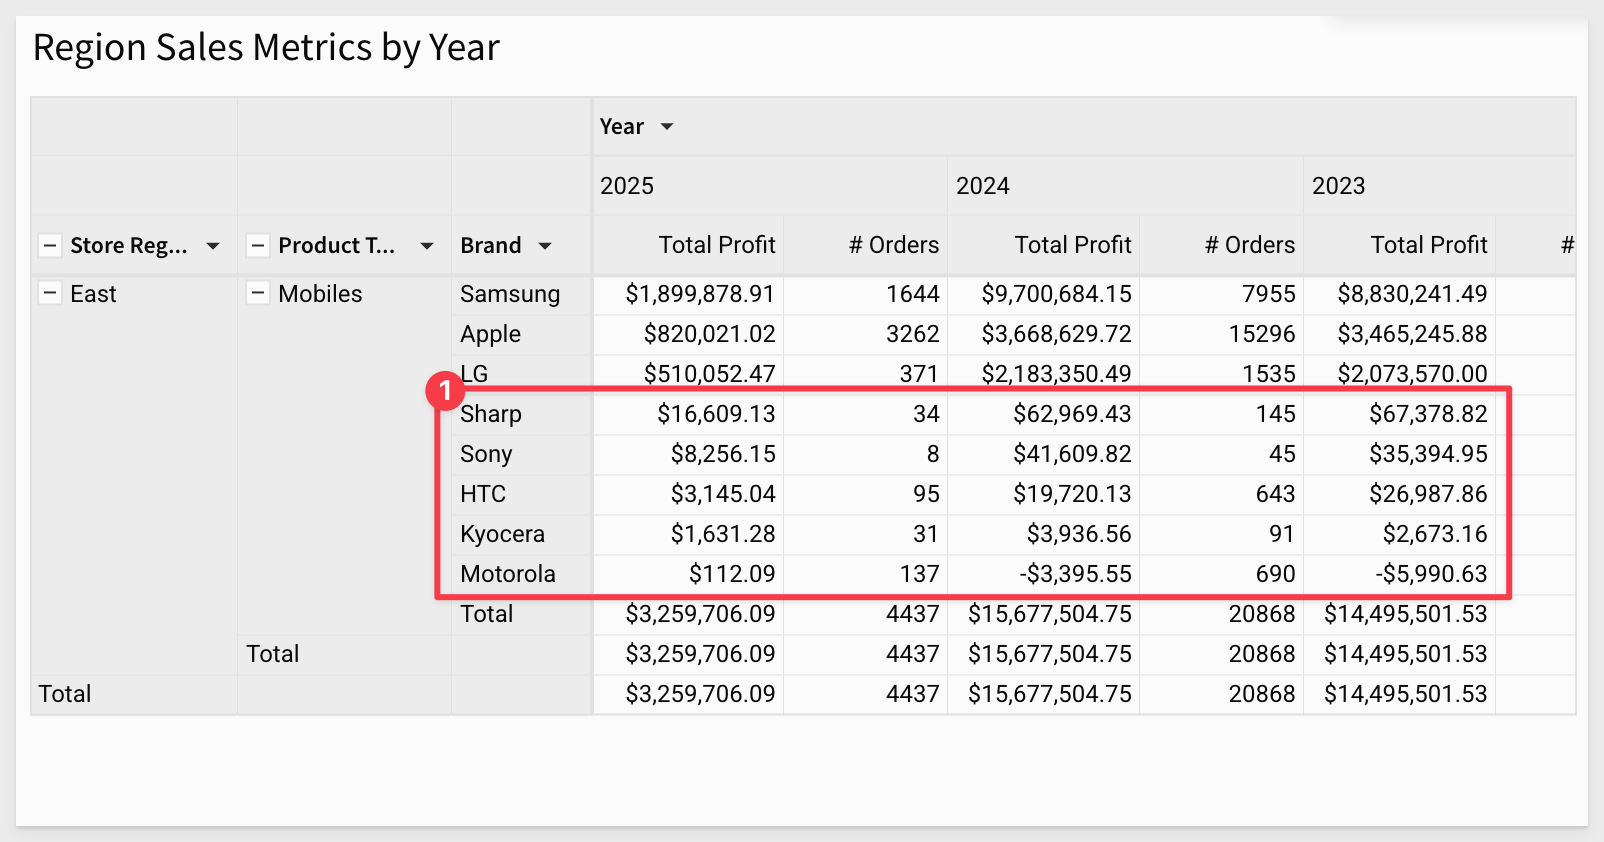 Region Sales Metrics by Year
Year
2025 2024 2023
Store Reg... Product T... Brand Total Profit # Orders Total Profit # Orders Total Profit #
East Mobiles Samsung $1,899,878.91 1644 $9,700,684.15 7955 $8,830,241.49
Apple $820,021.02 3262 $3,668,629.72 15296 $3,465,245.88
LG $510,052.47 371 $2,183,350.49 1535 $2,073,570.00
1
Sharp $16,609.13 34 $62,969.43 145 $67,378.82
Sony $8,256.15 8 $41,609.82 45 $35,394.95
HTC $3,145.04 95 $19,720.13 643 $26,987.86
Kyocera $1,631.28 31 $3,936.56 91 $2,673.16
Motorola $112.09 137 -$3,395.55 690 -$5,990.63
Total $3,259,706.09 4437 $15,677,504.75 20868 $14,495,501.53
Total $3,259,706.09 4437 $15,677,504.75 20868 $14,495,501.53
Total $3,259,706.09 4437 $15,677,504.75 20868 $14,495,501.53